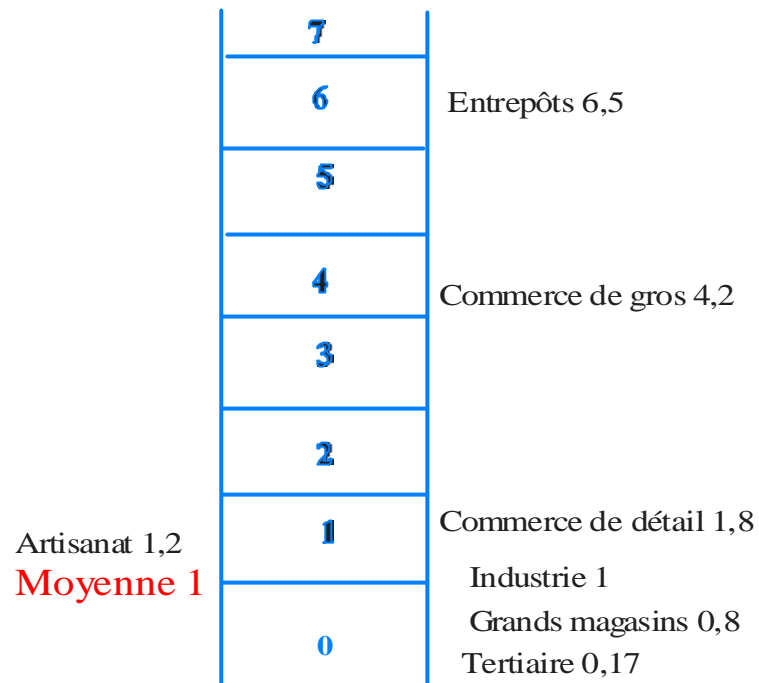 7
6
Entrepôts 6,5
5
4
Commerce de gros 4,2
3
2
1
Commerce de détail 1,8
Artisanat 1,2
Moyenne 1
Industrie 1
Grands magasins 0,8
0
Tertiaire 0,17